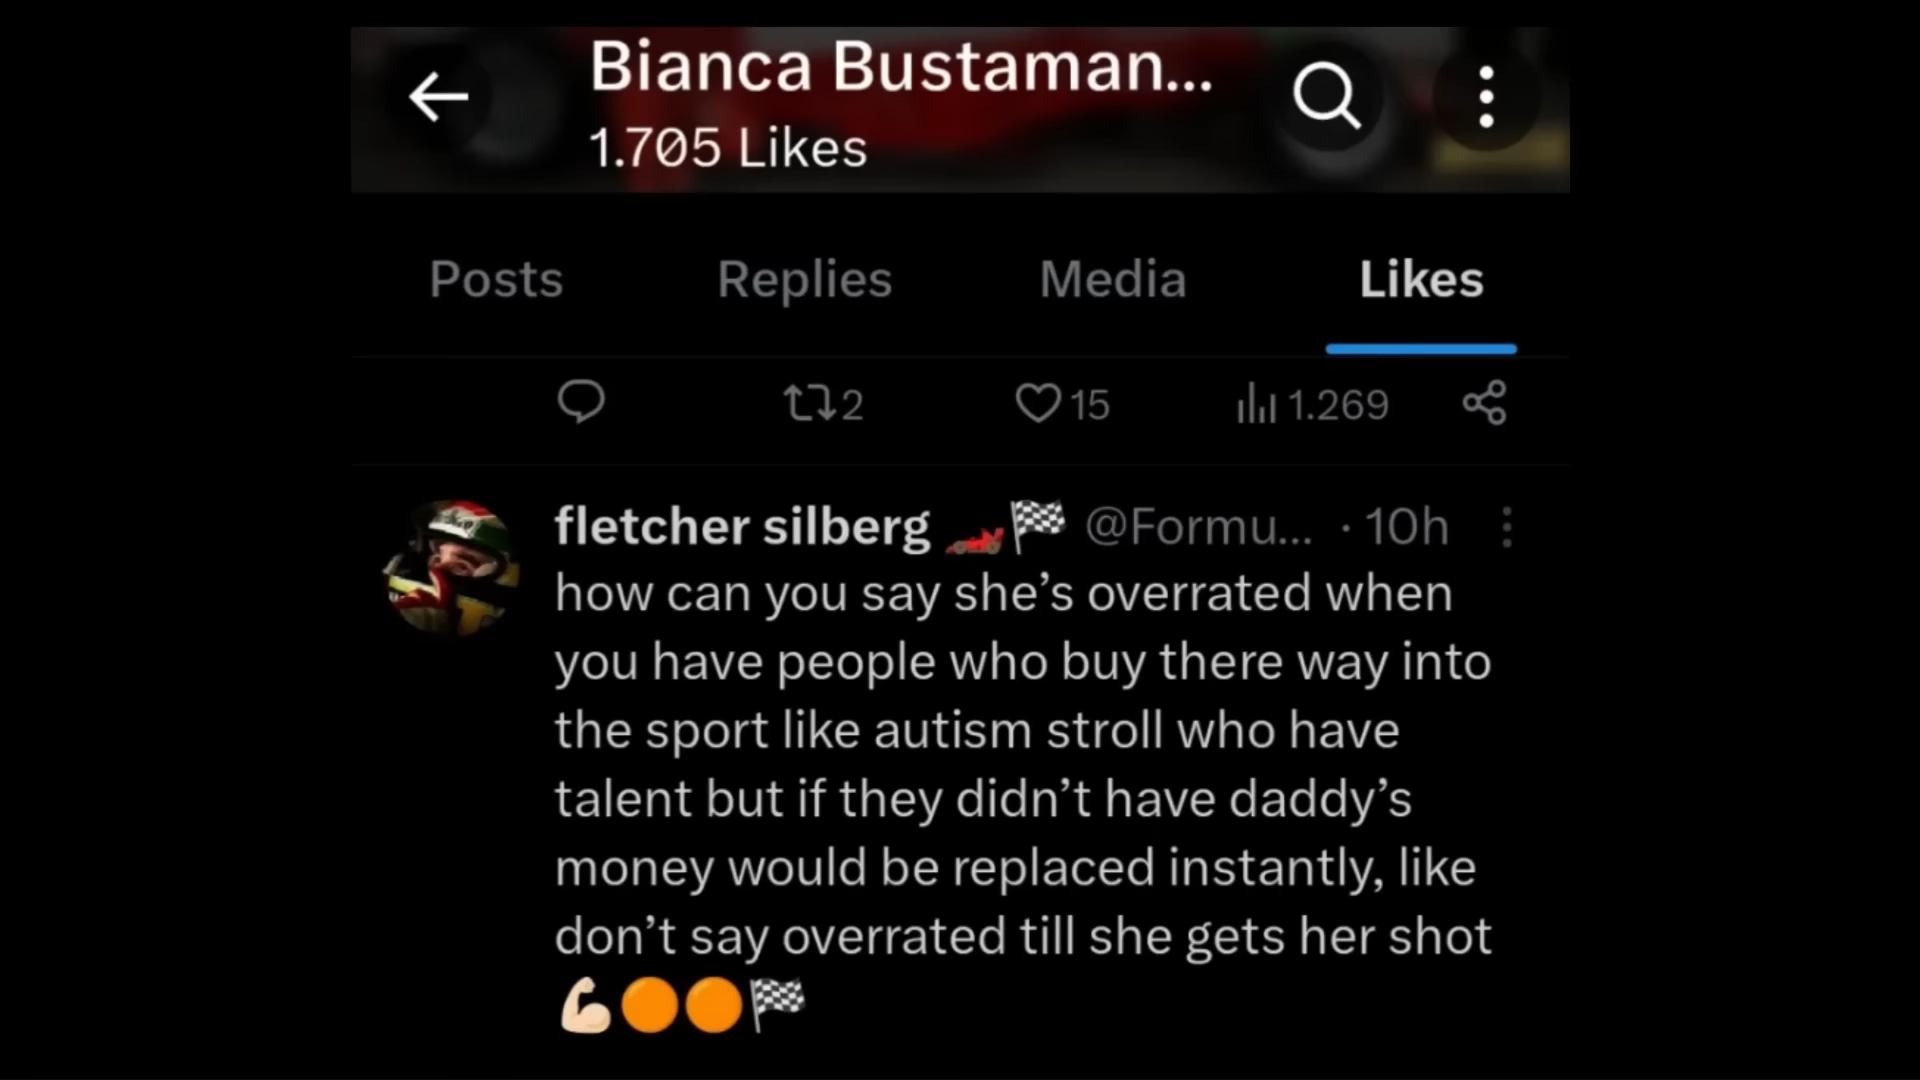 Bianca Bustaman...
1.705 Likes
Posts Replies Media Likes
2 15 1.269
fletcher silberg 🏎️🏁 @Formu... · 10h
how can you say she’s overrated when
you have people who buy there way into
the sport like autism stroll who have
talent but if they didn’t have daddy’s
money would be replaced instantly, like
don’t say overrated till she gets her shot
💪🏻🟠🟠🏁